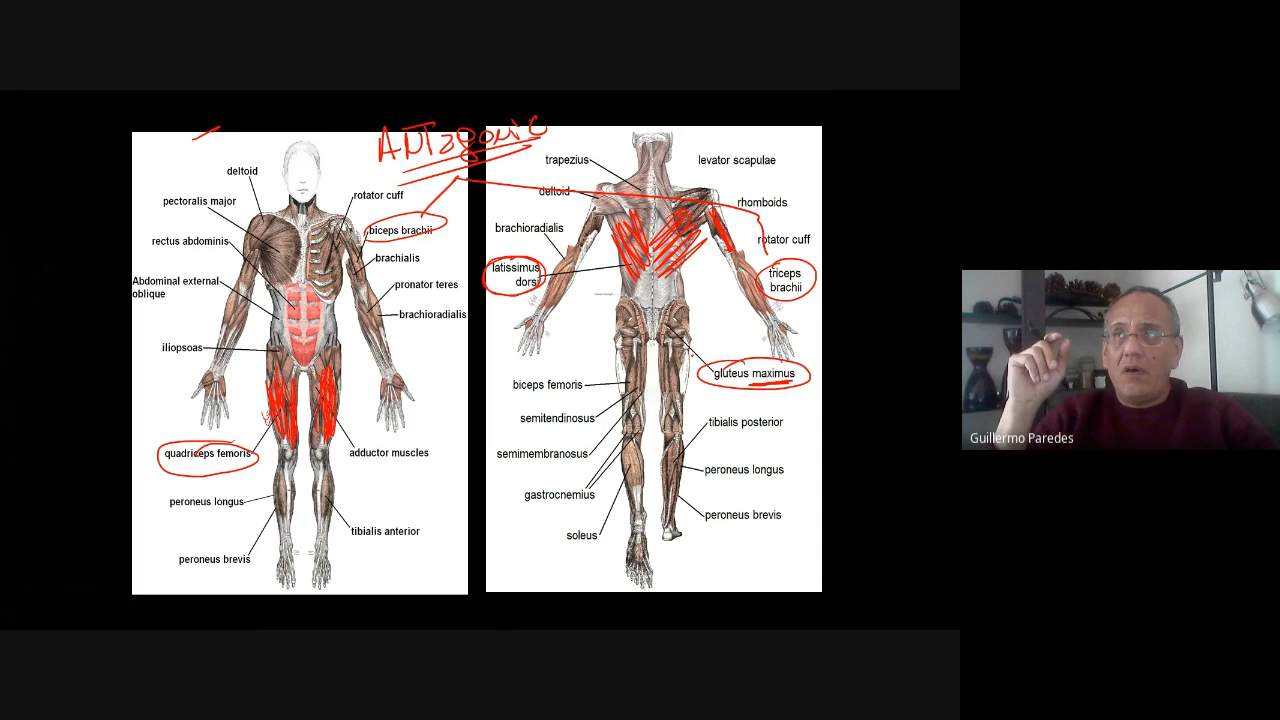 ANTagonic
deltoid
pectoralis major
rectus abdominis
Abdominal external
oblique
iliopsoas
quadriceps femoris
peroneus longus
peroneus brevis
rotator cuff
biceps brachii
brachialis
pronator teres
brachioradialis
adductor muscles
tibialis anterior
trapezius
deltoid
brachioradialis
latissimus
dors
biceps femoris
semitendinosus
semimembranosus
gastrocnemius
soleus
levator scapulae
rhomboids
rotator cuff
triceps
brachii
gluteus maximus
tibialis posterior
peroneus longus
peroneus brevis
Guillermo Paredes